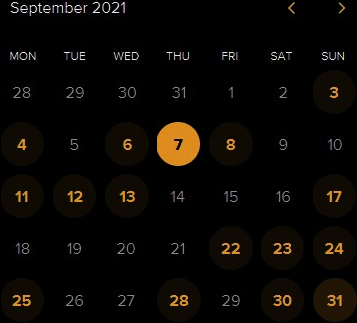 September 2021
MON TUE WED THU FRI SAT SUN
28 29 30 31 1 2 3
4 5 6 7 8 9 10
11 12 13 14 15 16 17
18 19 20 21 22 23 24
25 26 27 28 29 30 31